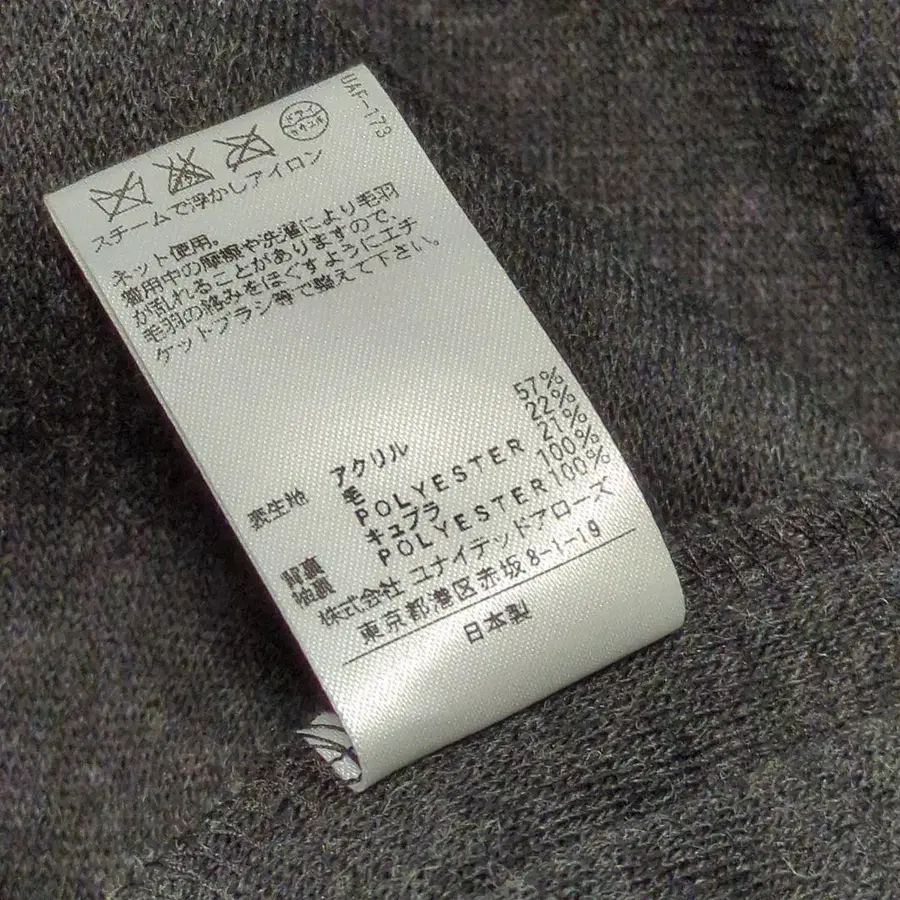 UAF-173
ドライ
セキユ系
スチームで浮かしアイロン
ネット使用。
着用中の摩擦や洗濯により毛羽
が乱れることがありますので、
毛羽の絡みをほぐすようにエチ
ケットブラシ等で整えて下さい。
表生地 アクリル 57%
毛 22%
POLYESTER 21%
背裏 キュプラ 100%
他裏 POLYESTER 100%
株式会社 ユナイテッドアローズ
東京都港区赤坂8-1-19
日本製